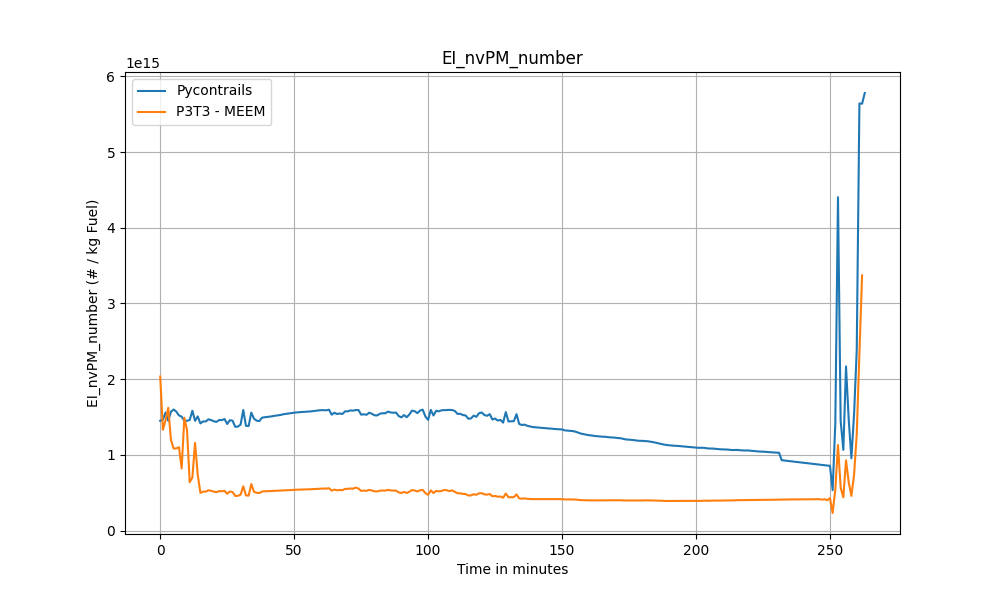 EI_nvPM_number
1e15
Pycontrails
P3T3 - MEEM
6
5
4
3
2
1
0
EI_nvPM_number (# / kg Fuel)
0 50 100 150 200 250
Time in minutes